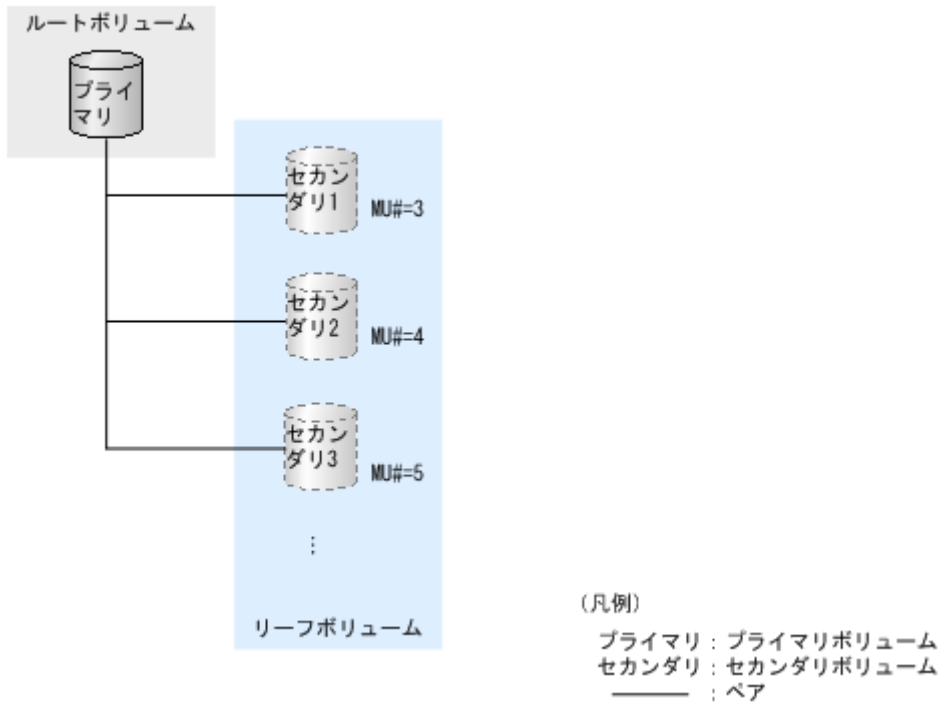 ルートボリューム
プライ
マリ
セカン
ダリ1
MU#=3
セカン
ダリ2
MU#=4
セカン
ダリ3
MU#=5
⋮
リーフボリューム
(凡例)
プライマリ：プライマリボリューム
セカンダリ：セカンダリボリューム
：ペア